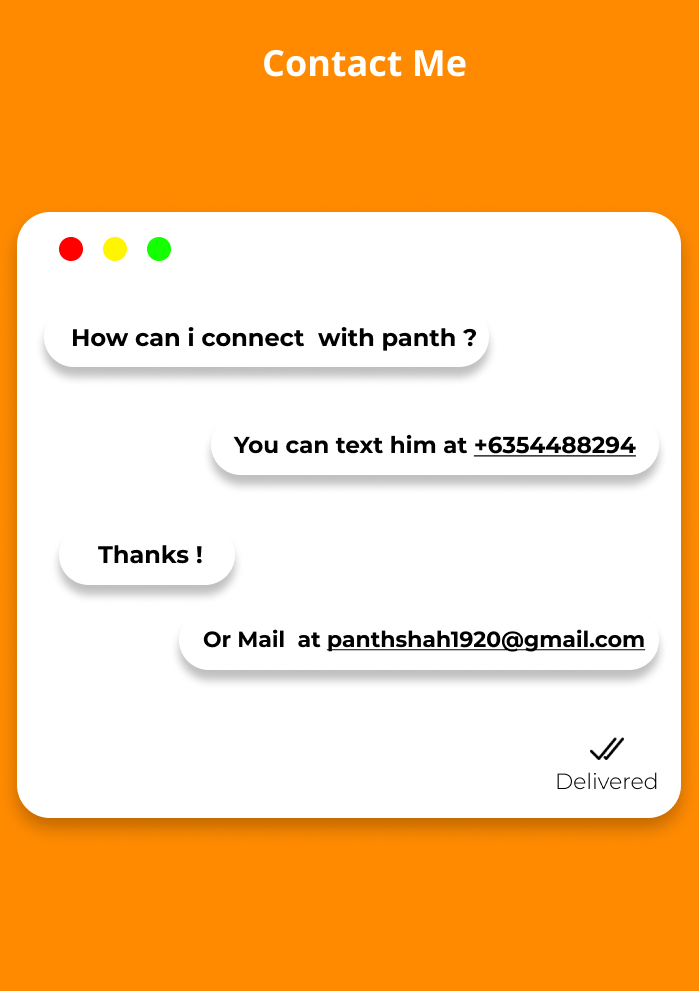 Contact Me
How can i connect  with panth ?
You can text him at +6354488294
Thanks !
Or Mail  at panthshah1920@gmail.com
Delivered